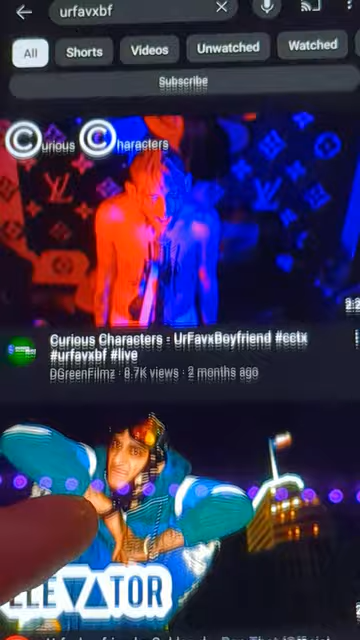 urfavxbf
All
Shorts
Videos
Unwatched
Watched
Subscribe
Curious Characters
Curious Characters - UrFavxBoyfriend #cctx
#urfavxbf #live
DGreenFilmz · 8.7K views · 2 months ago
ELEVATOR